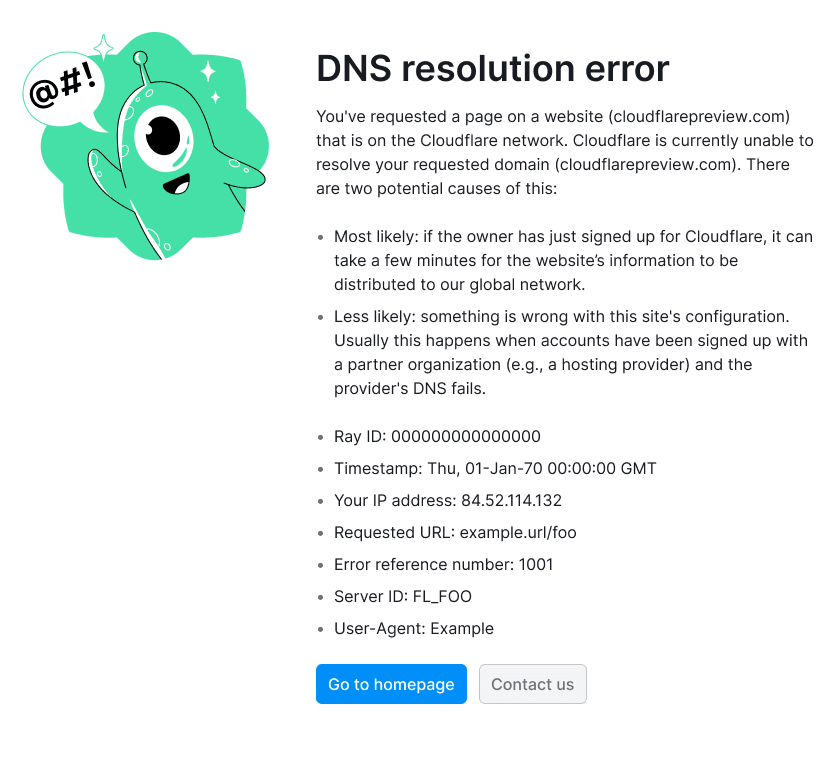 @#!
DNS resolution error
You've requested a page on a website (cloudflarepreview.com)
that is on the Cloudflare network. Cloudflare is currently unable to
resolve your requested domain (cloudflarepreview.com). There
are two potential causes of this:
• Most likely: if the owner has just signed up for Cloudflare, it can
take a few minutes for the website’s information to be
distributed to our global network.
• Less likely: something is wrong with this site's configuration.
Usually this happens when accounts have been signed up with
a partner organization (e.g., a hosting provider) and the
provider's DNS fails.
• Ray ID: 000000000000000
• Timestamp: Thu, 01-Jan-70 00:00:00 GMT
• Your IP address: 84.52.114.132
• Requested URL: example.url/foo
• Error reference number: 1001
• Server ID: FL_FOO
• User-Agent: Example
Go to homepage
Contact us